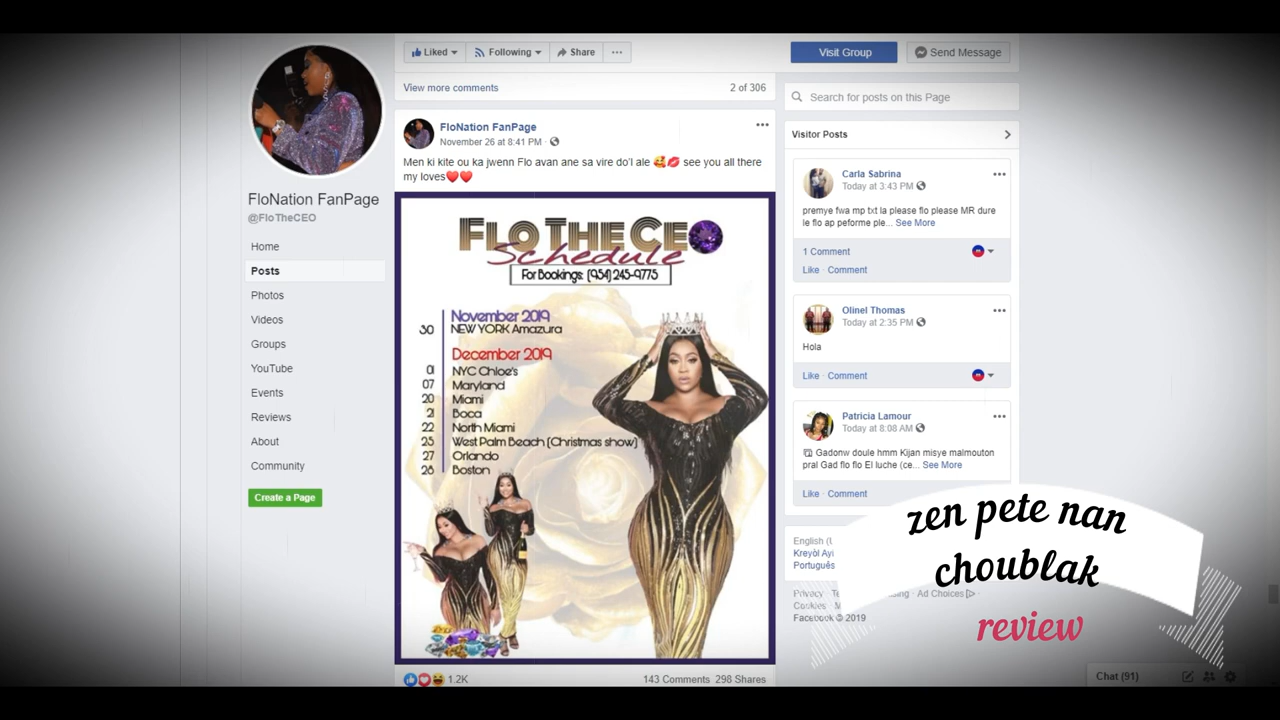 Liked
Following
Share
Visit Group
Send Message
View more comments
2 of 306
Search for posts on this Page
FloNation FanPage
@FloTheCEO
Home
Posts
Photos
Videos
Groups
YouTube
Events
Reviews
About
Community
Create a Page
FloNation FanPage
November 26 at 8:41 PM
Men ki kite ou ka jwenn Flo avan ane sa vire do'l ale 🥰💋 see you all there
my loves❤️❤️
FLO THE CEO
Schedule
For Bookings: (954) 245-9775
November 2019
30 NEW YORK Amazura
December 2019
01 NYC Chloe's
07 Maryland
20 Miami
21 Boca
22 North Miami
25 West Palm Beach (Christmas show)
27 Orlando
28 Boston
1.2K
143 Comments 298 Shares
Visitor Posts
Carla Sabrina
Today at 3:43 PM
premye fwa mp txt la please flo please MR dure
le flo ap peforme ple... See More
1 Comment
Like · Comment
Olinel Thomas
Today at 2:35 PM
Hola
Like · Comment
Patricia Lamour
Today at 8:08 AM
Gadonw doule hmm Kijan misye malmouton
pral Gad flo flo El luche (ce... See More
Like · Comment
English (U
Kreyòl Ayi
Português
Privacy
Ad Choices
Cookies
Facebook © 2019
zen pete nan
choublak
review
Chat (91)